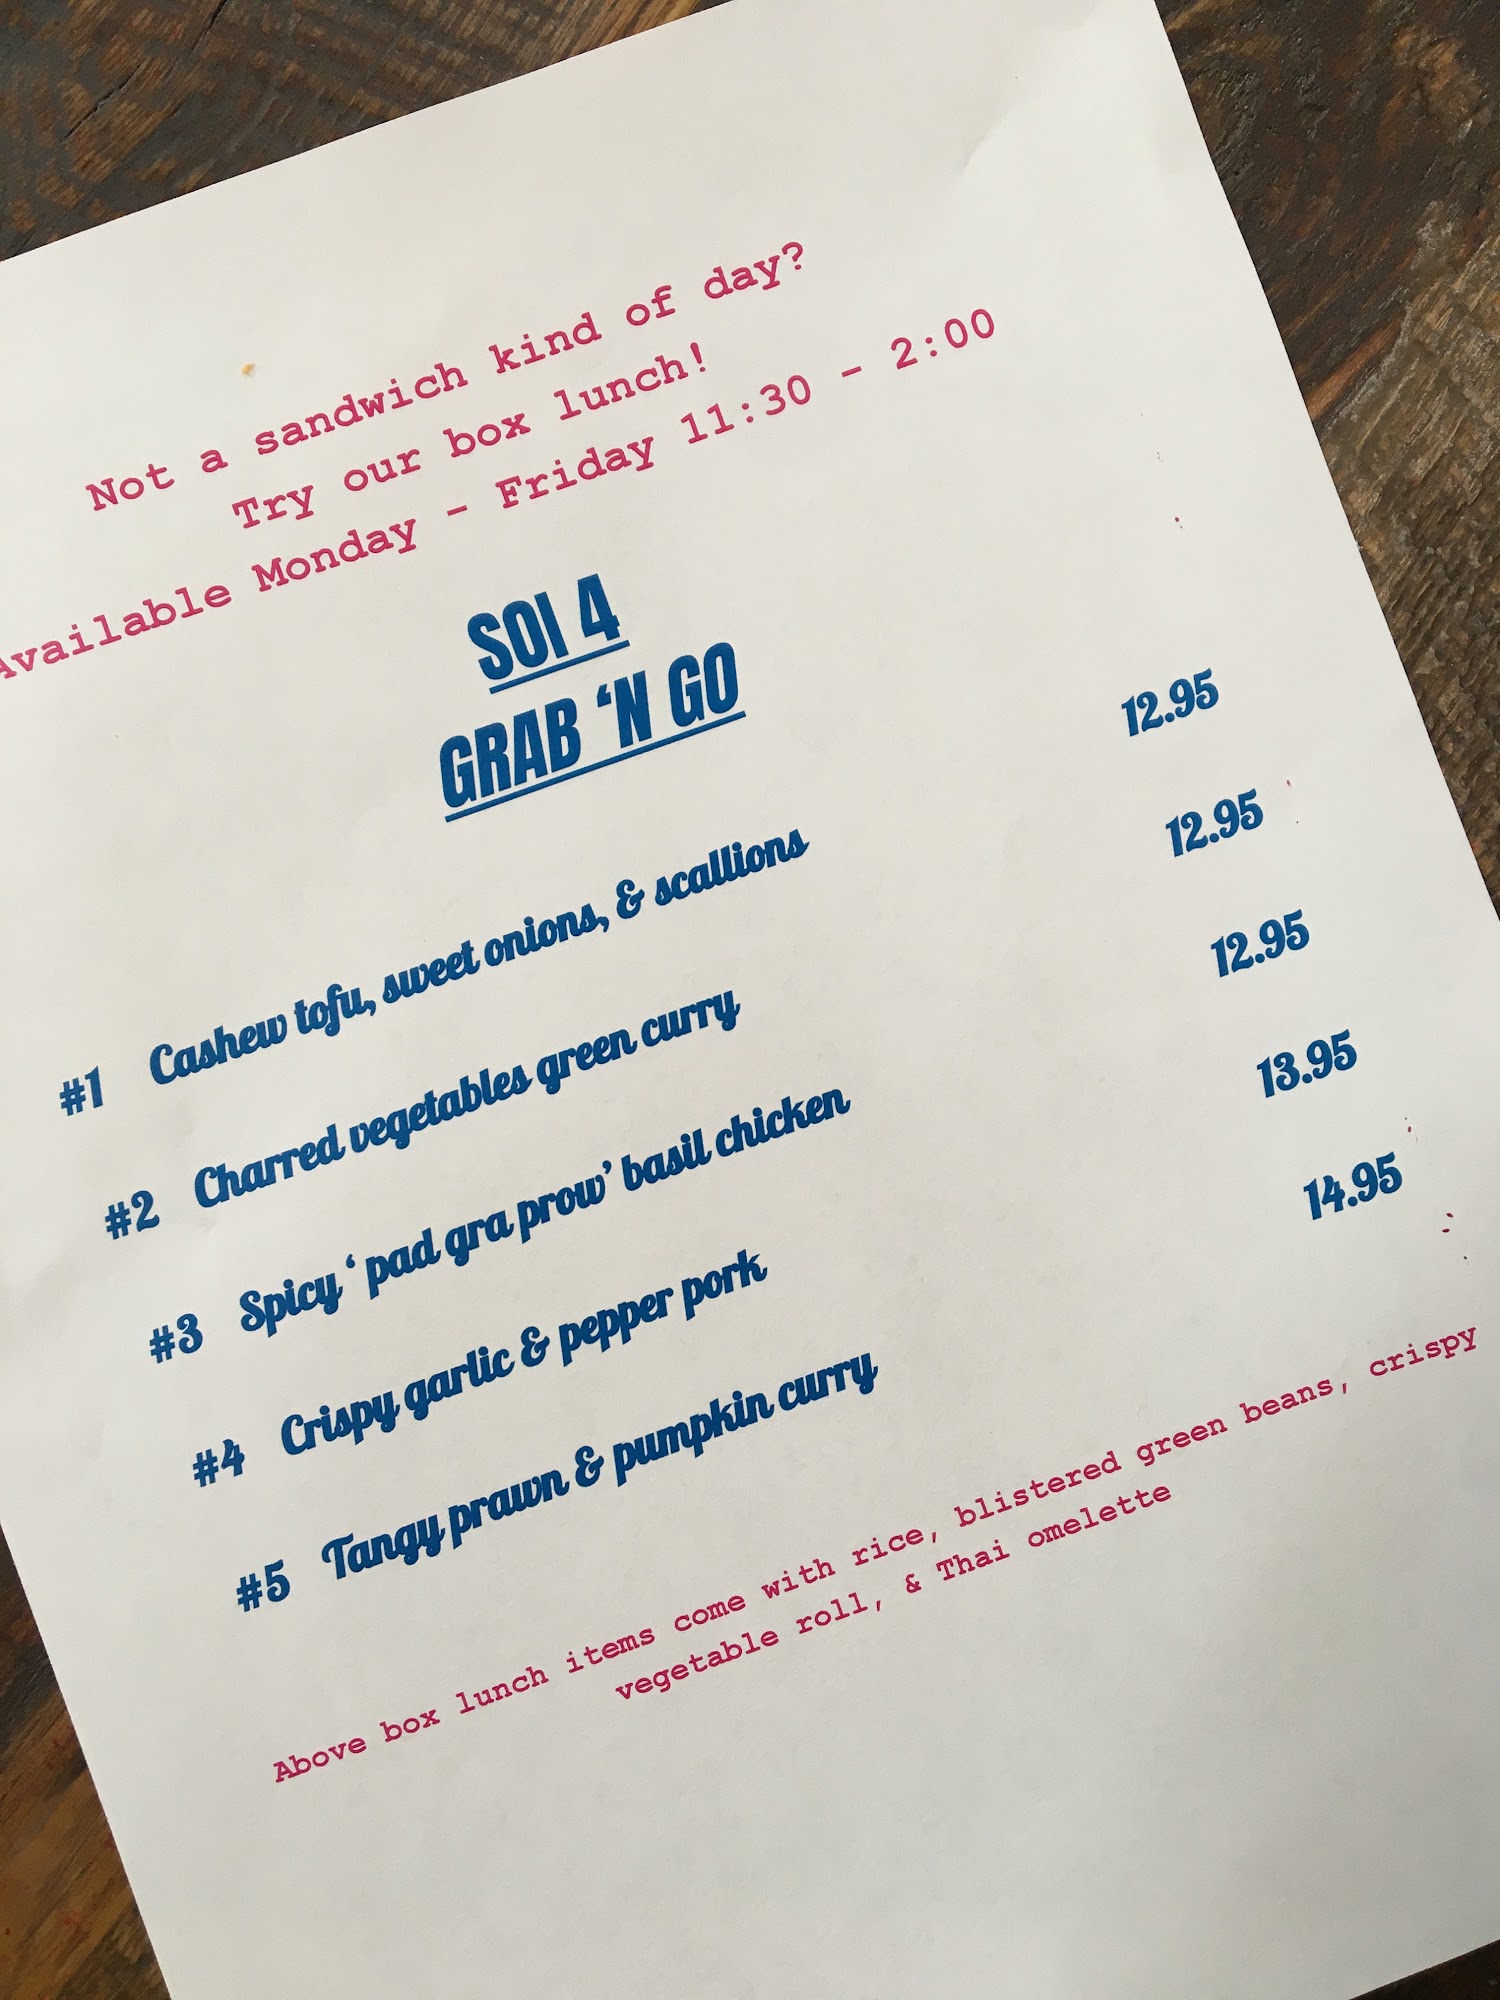 Not a sandwich kind of day?
Try our box lunch!
Available Monday - Friday 11:30 - 2:00
SOI 4
GRAB ‘N GO
#1 Cashew tofu, sweet onions, & scallions 12.95
#2 Charred vegetables green curry 12.95
#3 Spicy ‘ pad gra prow’ basil chicken 12.95
#4 Crispy garlic & pepper pork 13.95
#5 Tangy prawn & pumpkin curry 14.95
Above box lunch items come with rice, blistered green beans, crispy
vegetable roll, & Thai omelette